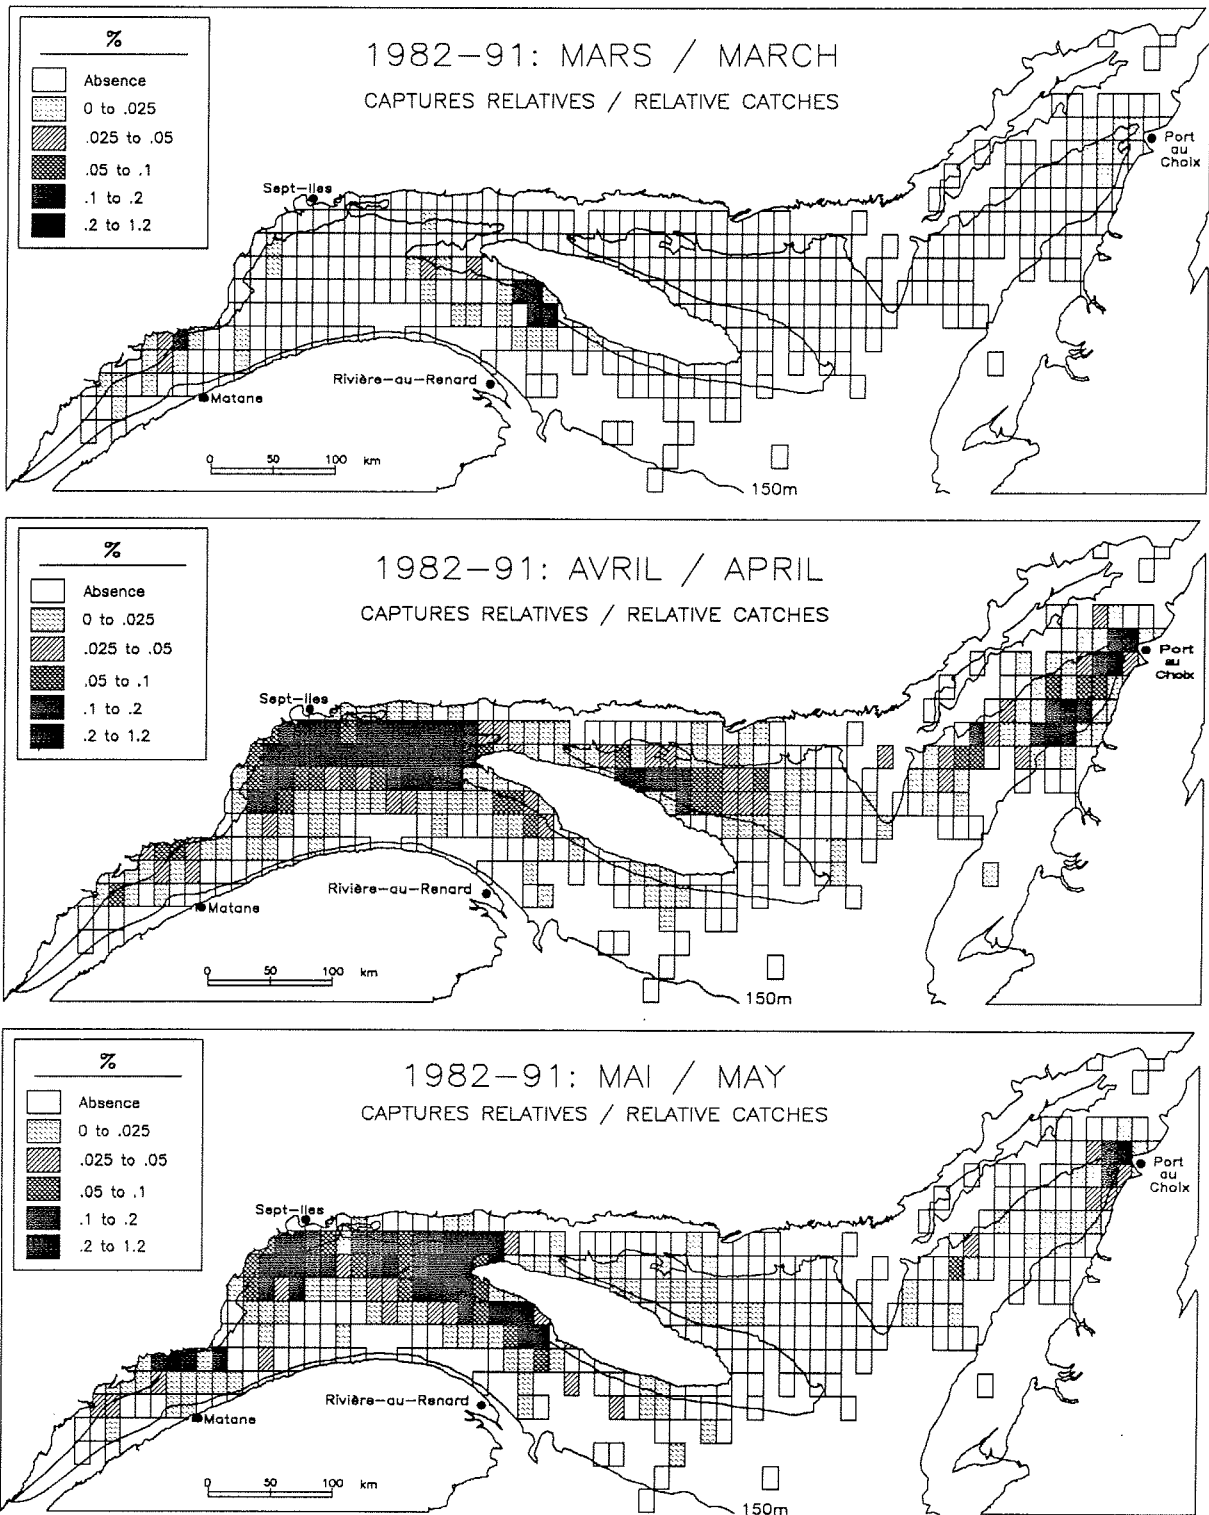 %
Absence
0 to .025
.025 to .05
.05 to .1
.1 to .2
.2 to 1.2
1982-91: MARS / MARCH
CAPTURES RELATIVES / RELATIVE CATCHES
Port
au
Choix
Sept-Iles
Rivière-au-Renard
Matane
0 50 100 km
150m
%
Absence
0 to .025
.025 to .05
.05 to .1
.1 to .2
.2 to 1.2
1982-91: AVRIL / APRIL
CAPTURES RELATIVES / RELATIVE CATCHES
Port
au
Choix
Sept-Iles
Rivière-au-Renard
Matane
0 50 100 km
150m
%
Absence
0 to .025
.025 to .05
.05 to .1
.1 to .2
.2 to 1.2
1982-91: MAI / MAY
CAPTURES RELATIVES / RELATIVE CATCHES
Port
au
Choix
Sept-Iles
Rivière-au-Renard
Matane
0 50 100 km
150m